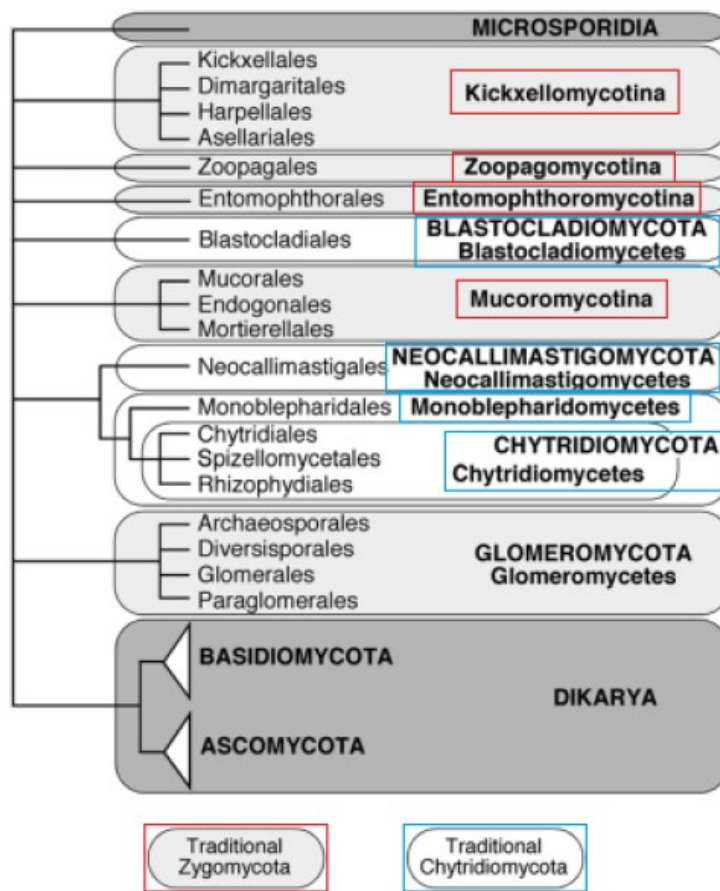 MICROSPORIDIA
Kickxellales
Dimargaritales
Harpellales
Asellariales
Kickxellomycotina
Zoopagales
Zoopagomycotina
Entomophthorales
Entomophthoromycotina
Blastocladiales
BLASTOCLADIOMYCOTA
Blastocladiomycetes
Mucorales
Endogonales
Mortierellales
Mucoromycotina
Neocallimastigales
NEOCALLIMASTIGOMYCOTA
Neocallimastigomycetes
Monoblepharidales
Monoblepharidomycetes
Chytridiales
Spizellomycetales
Rhizophydiales
CHYTRIDIOMYCOTA
Chytridiomycetes
Archaeosporales
Diversisporales
Glomerales
Paraglomerales
GLOMEROMYCOTA
Glomeromycetes
BASIDIOMYCOTA
ASCOMYCOTA
DIKARYA
Traditional
Zygomycota
Traditional
Chytridiomycota